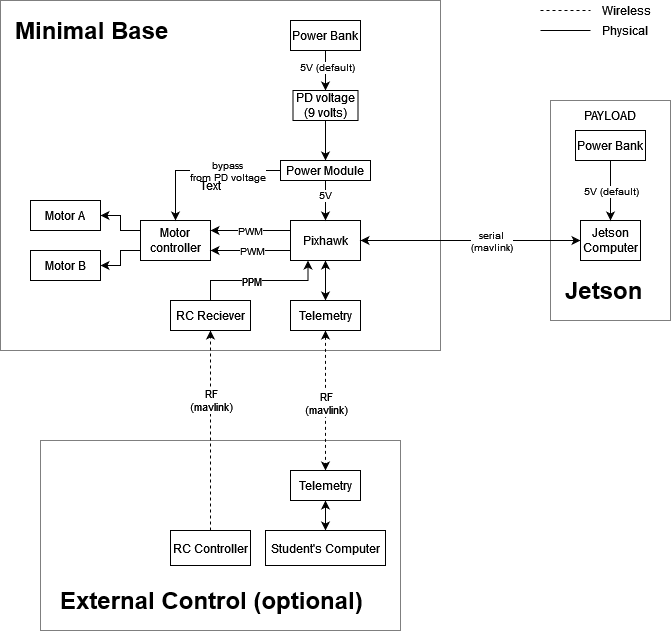 Wireless
Physical
Minimal Base
Power Bank
5V (default)
PD voltage
(9 volts)
bypass
from PD voltage
Text
Power Module
5V
Motor A
Motor B
Motor
controller
PWM
PWM
Pixhawk
PPM
RC Reciever
Telemetry
serial
(mavlink)
PAYLOAD
Power Bank
5V (default)
Jetson
Computer
Jetson
RF
(mavlink)
RF
(mavlink)
Telemetry
RC Controller
Student's Computer
External Control (optional)